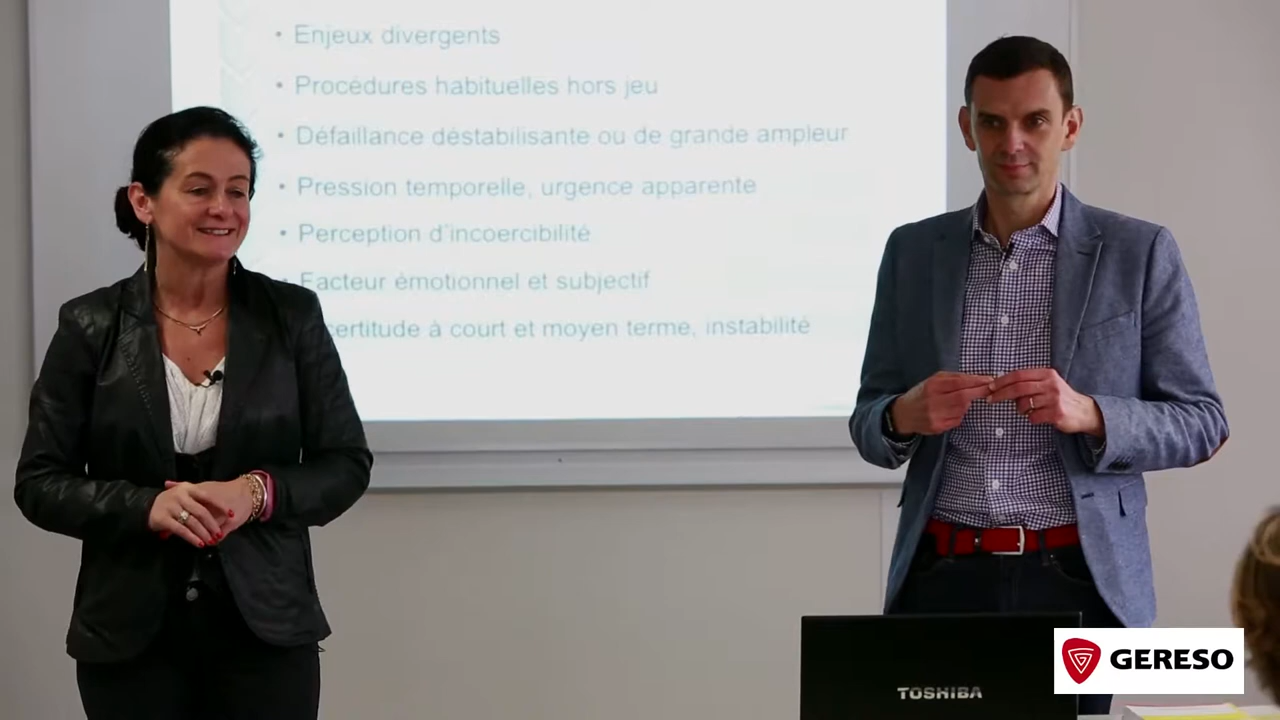 • Enjeux divergents
• Procédures habituelles hors jeu
• Défaillance déstabilisante ou de grande ampleur
• Pression temporelle, urgence apparente
• Perception d'incoercibilité
• Facteur émotionnel et subjectif
certitude à court et moyen terme, instabilité
TOSHIBA
GERESO